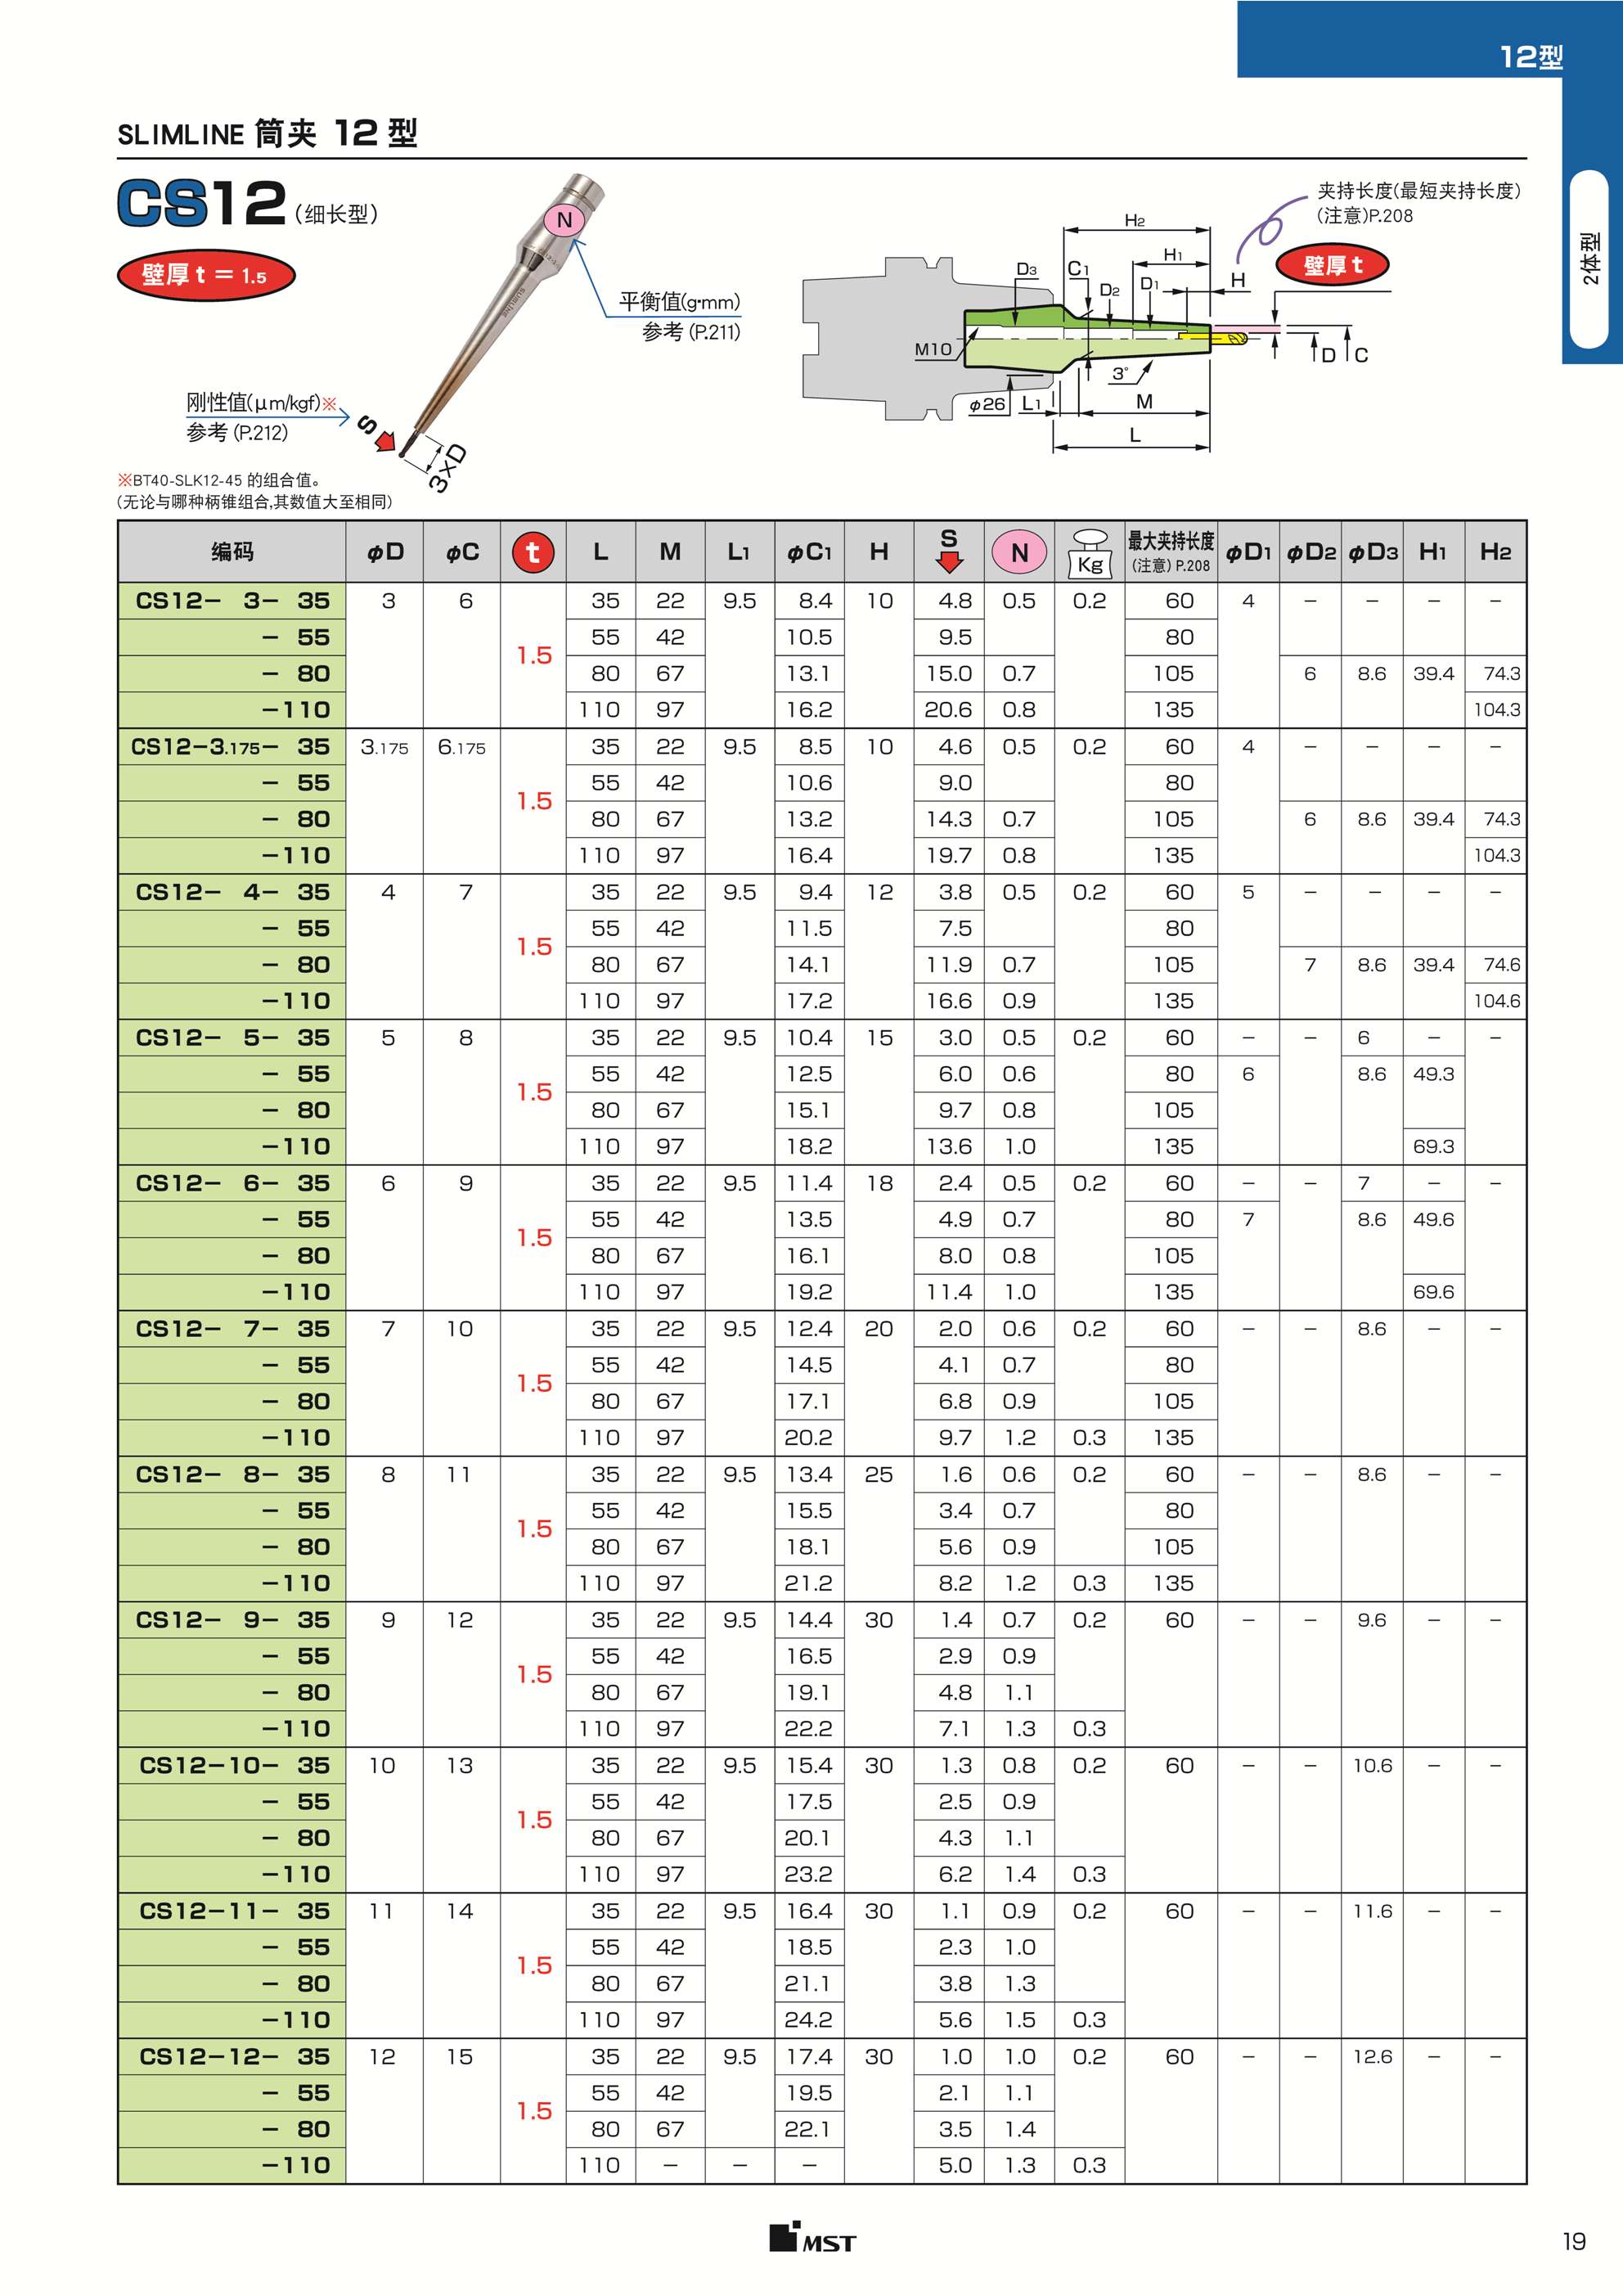 12型
2体型
SLIMLINE 筒夹 12 型
CS12(细长型)
壁厚 t = 1.5
N
平衡值(g·mm)
参考 (P.211)
刚性值(μm/kgf)※
参考 (P.212)
S
3×D
※BT40-SLK12-45 的组合值。
(无论与哪种柄锥组合,其数值大至相同)
夹持长度(最短夹持长度)
(注意)P.208
壁厚 t
H2
H1
H
D3 C1 D2 D1
M10
D C
3°
φ26 L1 M
L
编码 φD φC t L M L1 φC1 H S N Kg 最大夹持长度 (注意) P.208 φD1 φD2 φD3 H1 H2
CS12- 3- 35 3 6 1.5 35 22 9.5 8.4 10 4.8 0.5 0.2 60 4 - - - -
- 55 55 42 10.5 9.5 80
- 80 80 67 13.1 15.0 0.7 105 6 8.6 39.4 74.3
-110 110 97 16.2 20.6 0.8 135 104.3
CS12-3.175- 35 3.175 6.175 1.5 35 22 9.5 8.5 10 4.6 0.5 0.2 60 4 - - - -
- 55 55 42 10.6 9.0 80
- 80 80 67 13.2 14.3 0.7 105 6 8.6 39.4 74.3
-110 110 97 16.4 19.7 0.8 135 104.3
CS12- 4- 35 4 7 1.5 35 22 9.5 9.4 12 3.8 0.5 0.2 60 5 - - - -
- 55 55 42 11.5 7.5 80
- 80 80 67 14.1 11.9 0.7 105 7 8.6 39.4 74.6
-110 110 97 17.2 16.6 0.9 135 104.6
CS12- 5- 35 5 8 1.5 35 22 9.5 10.4 15 3.0 0.5 0.2 60 - - 6 - -
- 55 55 42 12.5 6.0 0.6 80 6 8.6 49.3
- 80 80 67 15.1 9.7 0.8 105
-110 110 97 18.2 13.6 1.0 135 69.3
CS12- 6- 35 6 9 1.5 35 22 9.5 11.4 18 2.4 0.5 0.2 60 - - 7 - -
- 55 55 42 13.5 4.9 0.7 80 7 8.6 49.6
- 80 80 67 16.1 8.0 0.8 105
-110 110 97 19.2 11.4 1.0 135 69.6
CS12- 7- 35 7 10 1.5 35 22 9.5 12.4 20 2.0 0.6 0.2 60 - - 8.6 - -
- 55 55 42 14.5 4.1 0.7 80
- 80 80 67 17.1 6.8 0.9 105
-110 110 97 20.2 9.7 1.2 0.3 135
CS12- 8- 35 8 11 1.5 35 22 9.5 13.4 25 1.6 0.6 0.2 60 - - 8.6 - -
- 55 55 42 15.5 3.4 0.7 80
- 80 80 67 18.1 5.6 0.9 105
-110 110 97 21.2 8.2 1.2 0.3 135
CS12- 9- 35 9 12 1.5 35 22 9.5 14.4 30 1.4 0.7 0.2 60 - - 9.6 - -
- 55 55 42 16.5 2.9 0.9
- 80 80 67 19.1 4.8 1.1
-110 110 97 22.2 7.1 1.3 0.3
CS12-10- 35 10 13 1.5 35 22 9.5 15.4 30 1.3 0.8 0.2 60 - - 10.6 - -
- 55 55 42 17.5 2.5 0.9
- 80 80 67 20.1 4.3 1.1
-110 110 97 23.2 6.2 1.4 0.3
CS12-11- 35 11 14 1.5 35 22 9.5 16.4 30 1.1 0.9 0.2 60 - - 11.6 - -
- 55 55 42 18.5 2.3 1.0
- 80 80 67 21.1 3.8 1.3
-110 110 97 24.2 5.6 1.5 0.3
CS12-12- 35 12 15 1.5 35 22 9.5 17.4 30 1.0 1.0 0.2 60 - - 12.6 - -
- 55 55 42 19.5 2.1 1.1
- 80 80 67 22.1 3.5 1.4
-110 110 - - - 5.0 1.3 0.3
MST
19